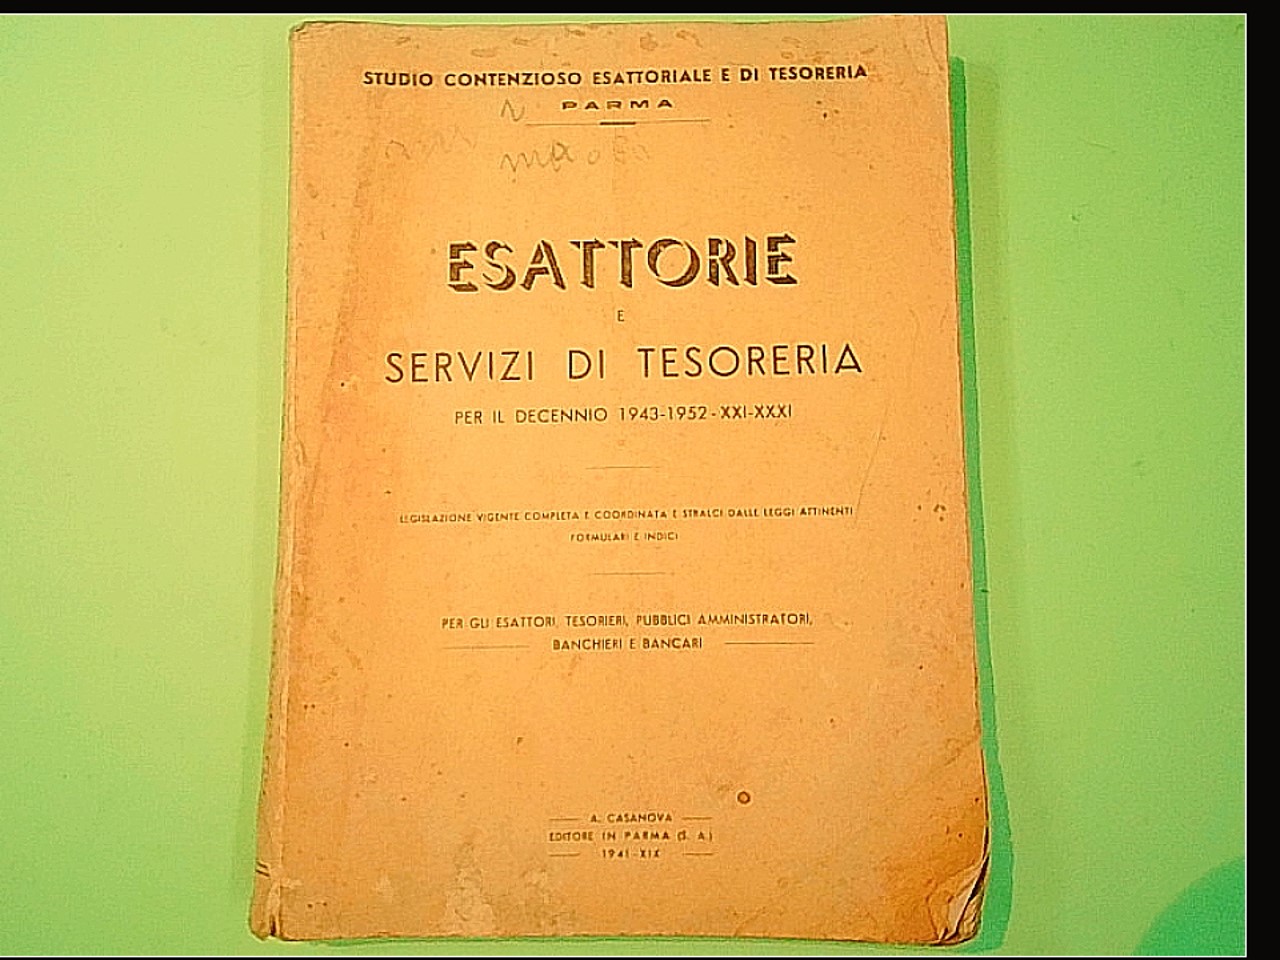 STUDIO CONTENZIOSO ESATTORIALE E DI TESORERIA
PARMA
ESATTORIE
E
SERVIZI DI TESORERIA
PER IL DECENNIO 1943-1952 - XXI-XXXI
LEGISLAZIONE VIGENTE COMPLETA E COORDINATA E STRALCI DALLE LEGGI ATTINENTI
FORMULARI E INDICI
PER GLI ESATTORI, TESORIERI, PUBBLICI AMMINISTRATORI,
BANCHIERI E BANCARI
A. CASANOVA
EDITORE IN PARMA (S. A.)
1941 - XIX